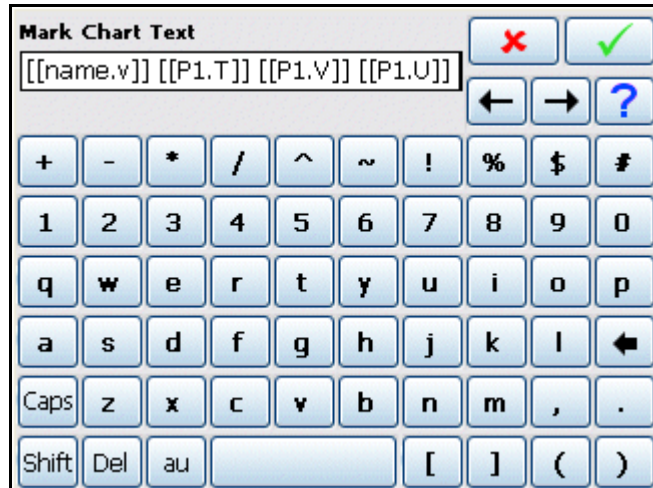 Mark Chart Text
[[name.v]] [[P1.T]] [[P1.V]] [[P1.U]]
?
+ - * / ^ ~ ! % $ #
1 2 3 4 5 6 7 8 9 0
q w e r t y u i o p
a s d f g h j k l
Caps z x c v b n m , .
Shift Del au [ ] ( )